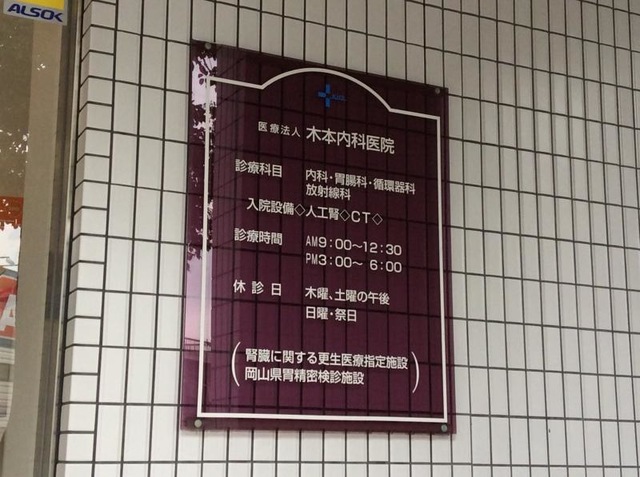 ALSOK
医療法人 木本内科医院
診療科目 内科・胃腸科・循環器科
放射線科
入院設備◇人工腎◇CT◇
診療時間 AM9:00〜12:30
PM3:00〜 6:00
休診日 木曜、土曜の午後
日曜・祭日
(腎臓に関する更生医療指定施設
岡山県胃精密検診施設)